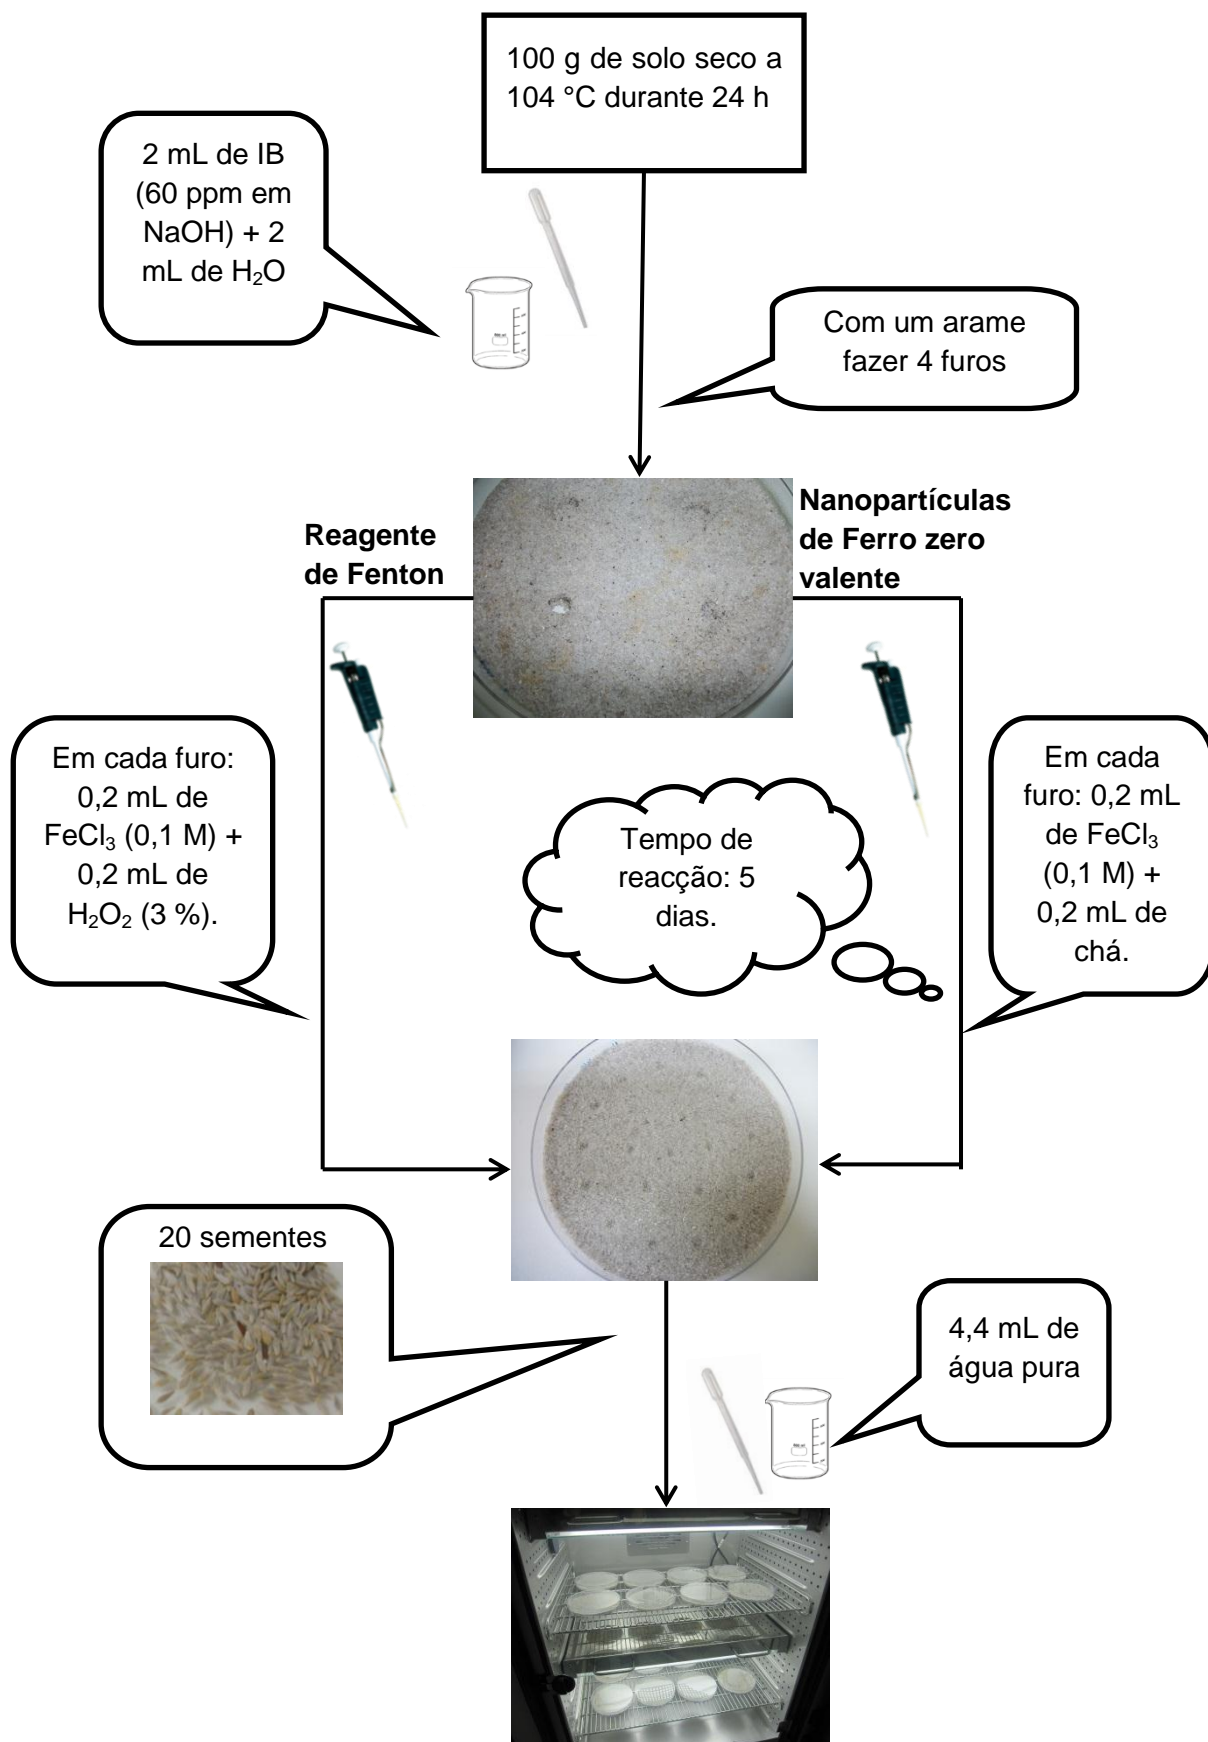 100 g de solo seco a
104 °C durante 24 h
2 mL de IB
(60 ppm em
NaOH) + 2
mL de H₂O
Com um arame
fazer 4 furos
Reagente
de Fenton
Nanopartículas
de Ferro zero
valente
Em cada furo:
0,2 mL de
FeCl₃ (0,1 M) +
0,2 mL de
H₂O₂ (3 %).
Tempo de
reacção: 5
dias.
Em cada
furo: 0,2 mL
de FeCl₃
(0,1 M) +
0,2 mL de
chá.
20 sementes
4,4 mL de
água pura